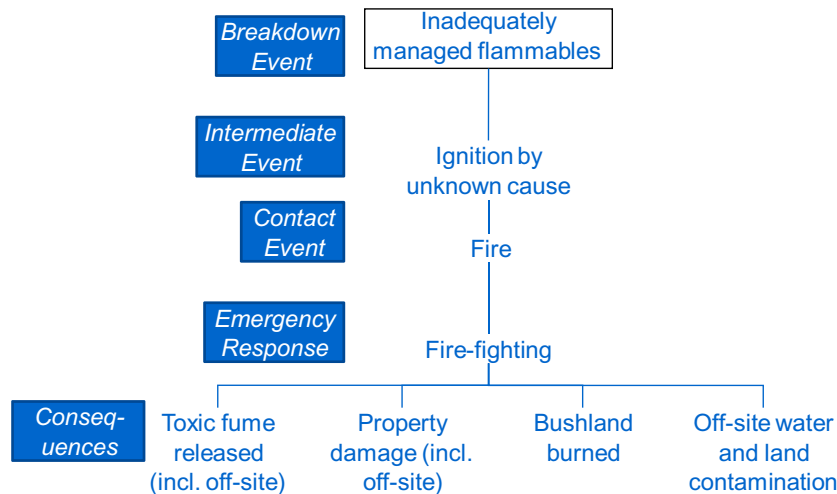 Breakdown
Event
Inadequately
managed flammables
Intermediate
Event
Ignition by
unknown cause
Contact
Event
Fire
Emergency
Response
Fire-fighting
Conseq-
uences
Toxic fume
released
(incl. off-site)
Property
damage (incl.
off-site)
Bushland
burned
Off-site water
and land
contamination